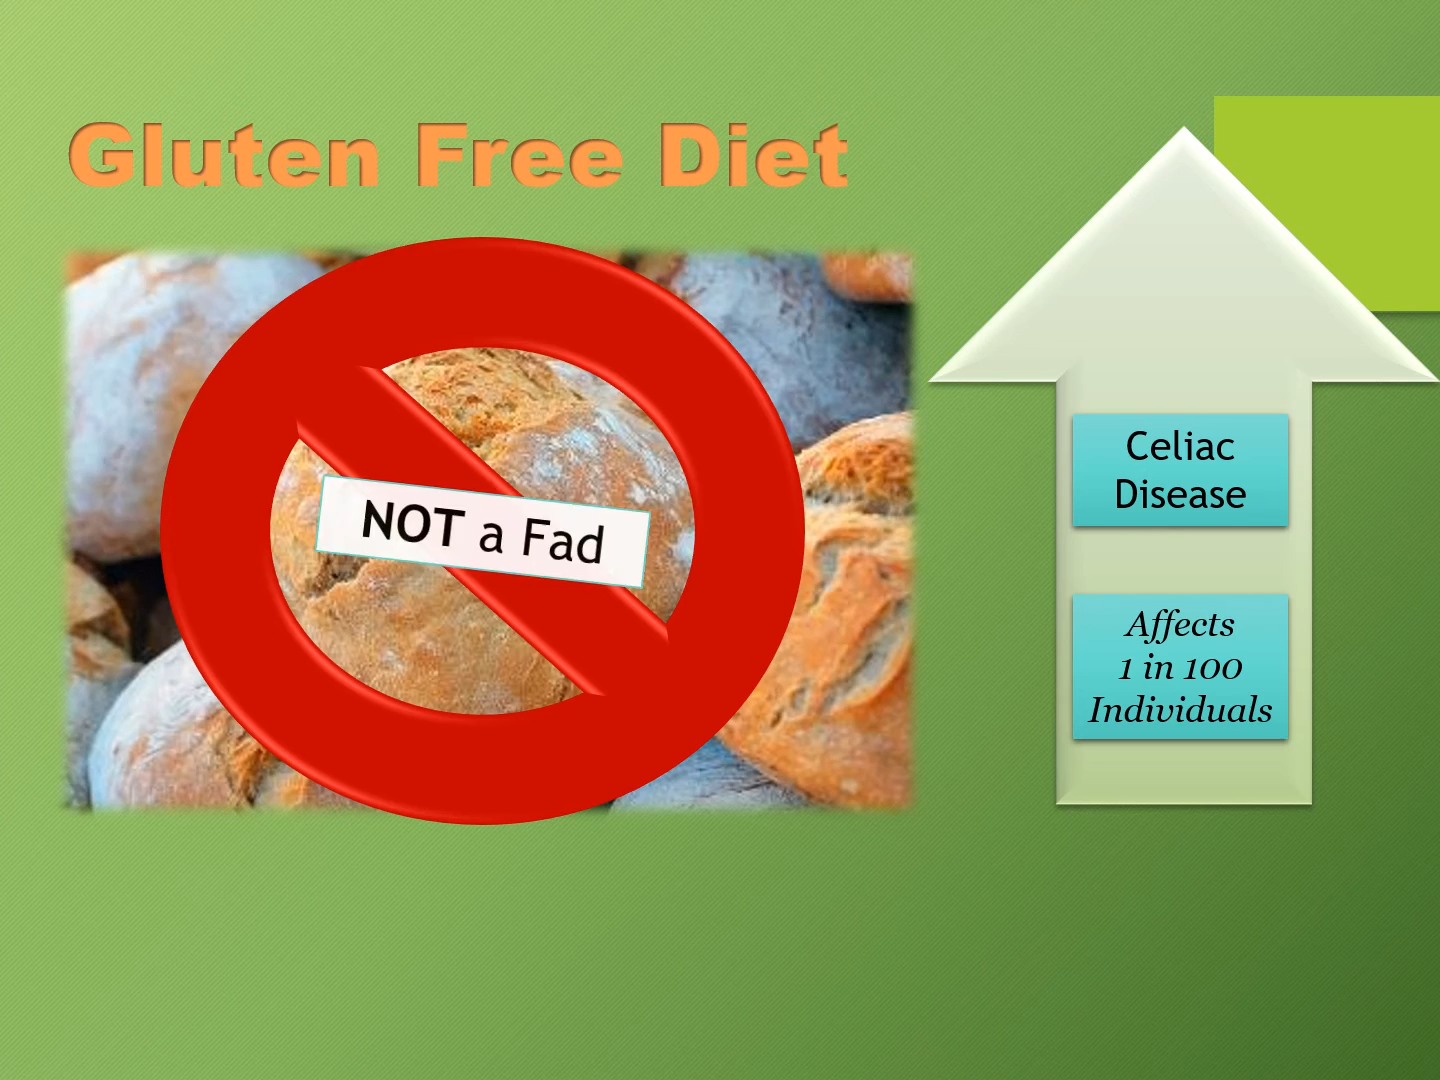 Gluten Free Diet
NOT a Fad
Celiac
Disease
Affects
1 in 100
Individuals